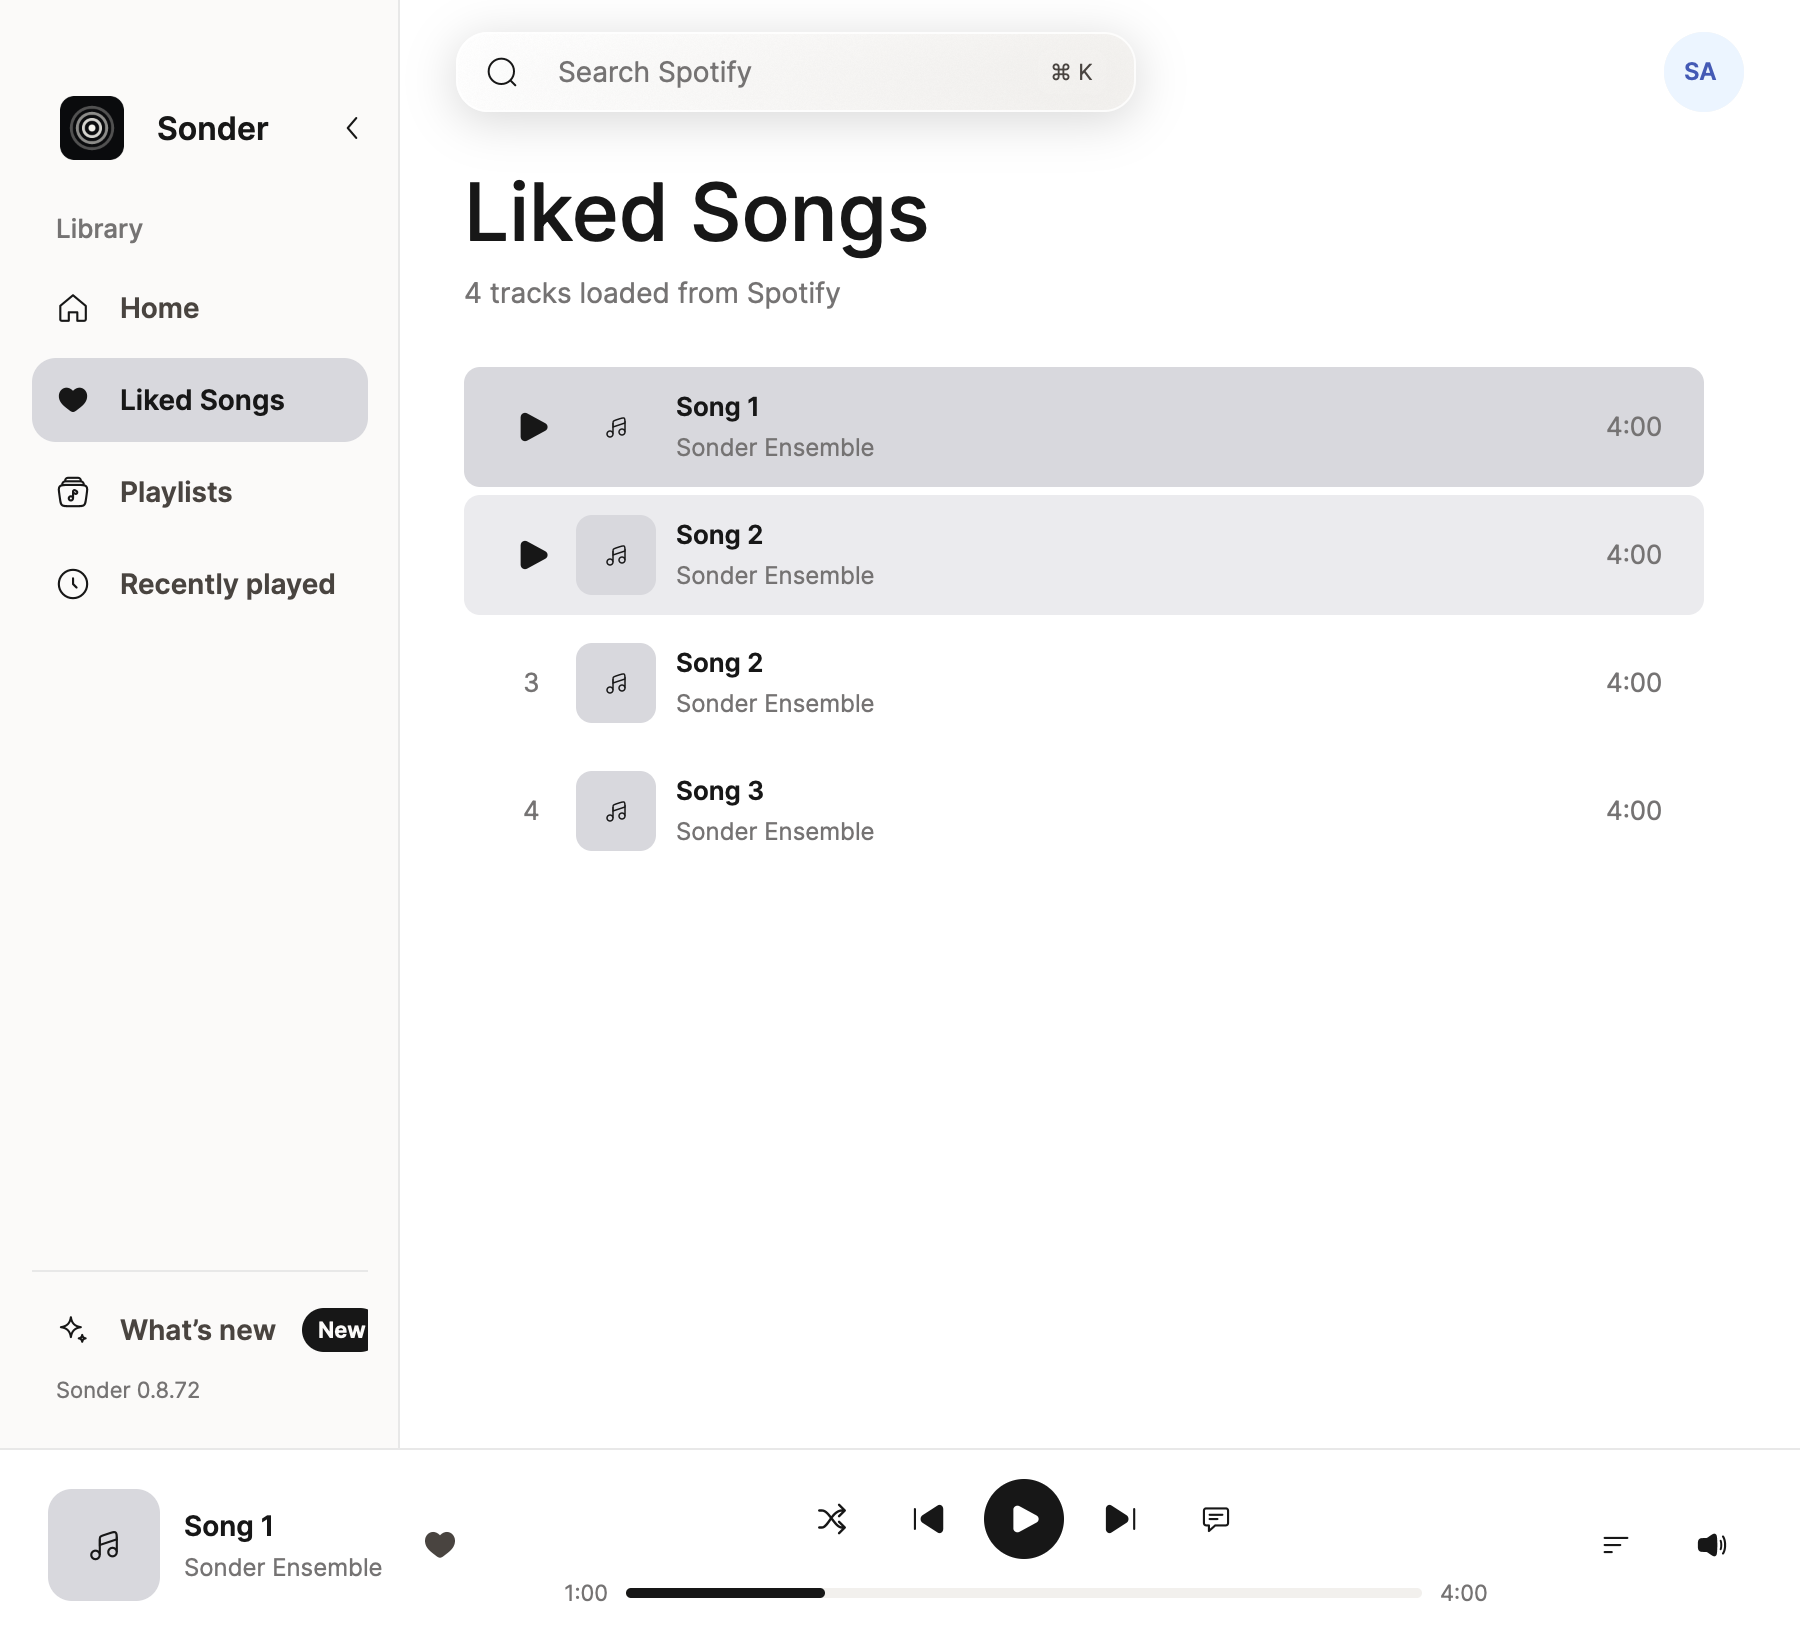 Sonder
Library
Home
Liked Songs
Playlists
Recently played
What’s new New
Sonder 0.8.72
Search Spotify ⌘ K
SA
Liked Songs
4 tracks loaded from Spotify
Song 1
Sonder Ensemble
4:00
Song 2
Sonder Ensemble
4:00
3
Song 2
Sonder Ensemble
4:00
4
Song 3
Sonder Ensemble
4:00
Song 1
Sonder Ensemble
1:00
4:00